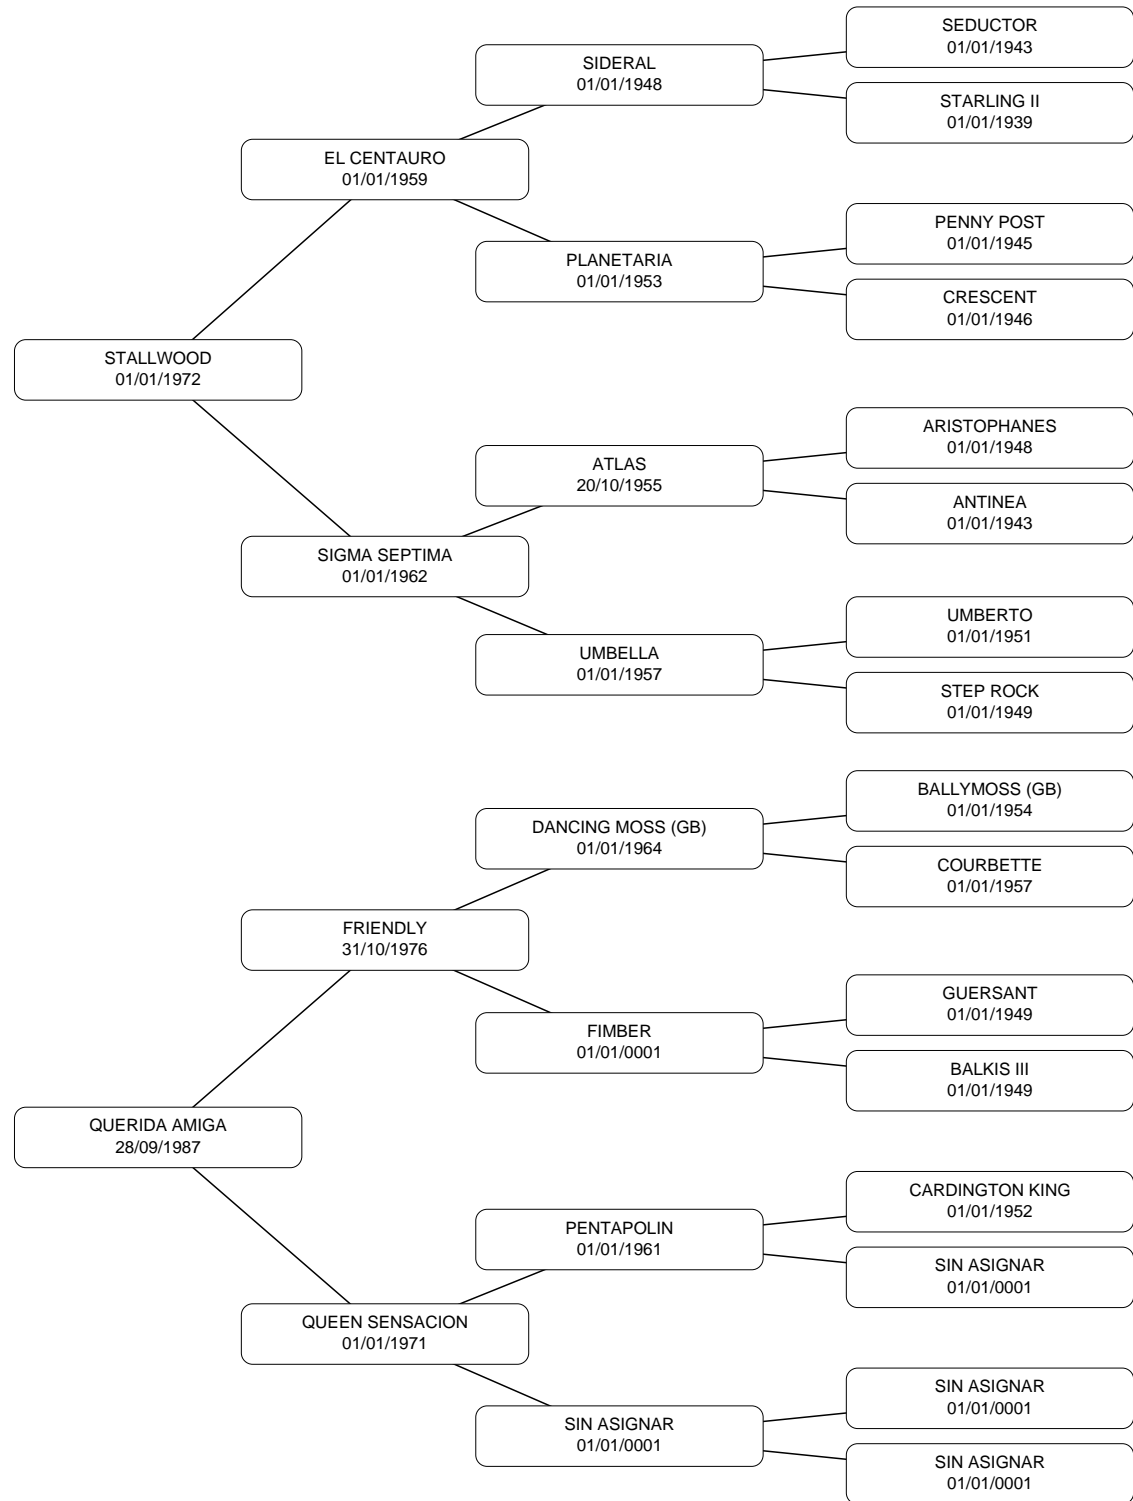 SEDUCTOR
01/01/1943
SIDERAL
01/01/1948
STARLING II
01/01/1939
EL CENTAURO
01/01/1959
PENNY POST
01/01/1945
PLANETARIA
01/01/1953
CRESCENT
01/01/1946
STALLWOOD
01/01/1972
ARISTOPHANES
01/01/1948
ATLAS
20/10/1955
ANTINEA
01/01/1943
SIGMA SEPTIMA
01/01/1962
UMBERTO
01/01/1951
UMBELLA
01/01/1957
STEP ROCK
01/01/1949
BALLYMOSS (GB)
01/01/1954
DANCING MOSS (GB)
01/01/1964
COURBETTE
01/01/1957
FRIENDLY
31/10/1976
GUERSANT
01/01/1949
FIMBER
01/01/0001
BALKIS III
01/01/1949
QUERIDA AMIGA
28/09/1987
CARDINGTON KING
01/01/1952
PENTAPOLIN
01/01/1961
SIN ASIGNAR
01/01/0001
QUEEN SENSACION
01/01/1971
SIN ASIGNAR
01/01/0001
SIN ASIGNAR
01/01/0001
SIN ASIGNAR
01/01/0001